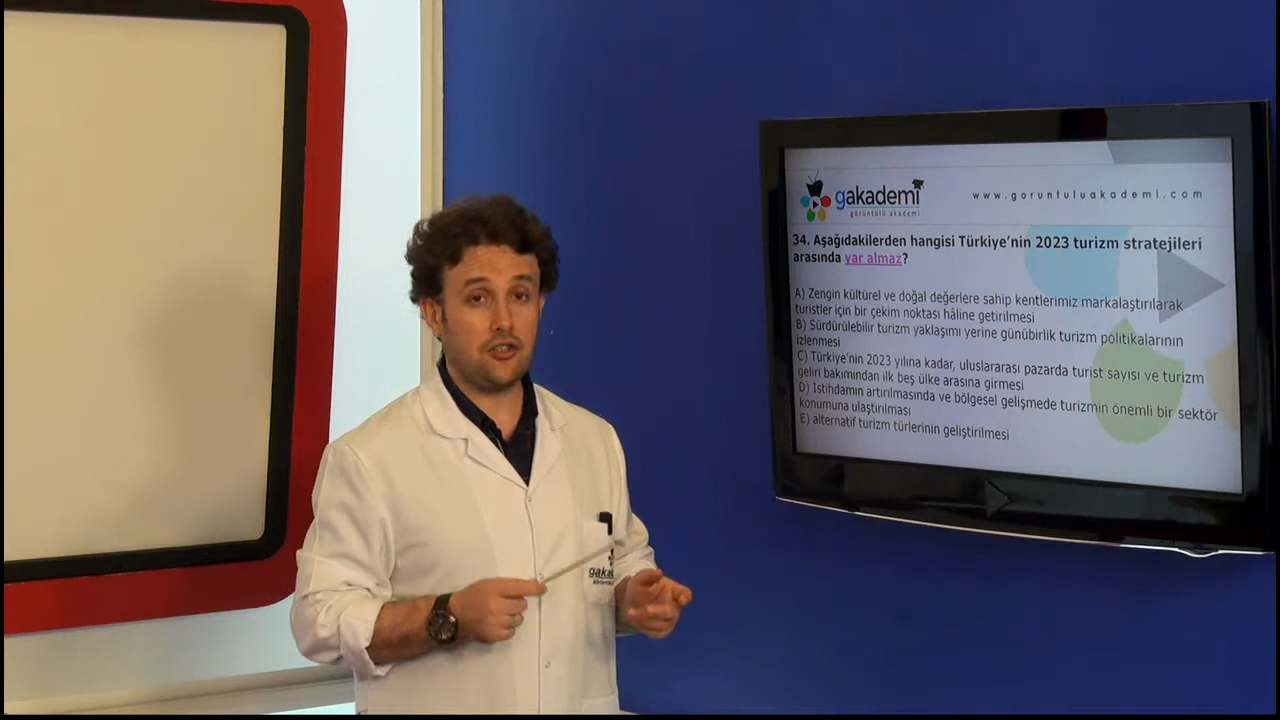 gakademi
görüntülü akademi
www.goruntuluakademi.com
34. Aşağıdakilerden hangisi Türkiye'nin 2023 turizm stratejileri
arasında yar almaz?
A) Zengin kültürel ve doğal değerlere sahip kentlerimiz markalaştırılarak
turistler için bir çekim noktası hâline getirilmesi
B) Sürdürülebilir turizm yaklaşımı yerine günübirlik turizm politikalarının
izlenmesi
C) Türkiye'nin 2023 yılına kadar, uluslararası pazarda turist sayısı ve turizm
geliri bakımından ilk beş ülke arasına girmesi
D) İstihdamın artırılmasında ve bölgesel gelişmede turizmin önemli bir sektör
konumuna ulaştırılması
E) alternatif turizm türlerinin geliştirilmesi